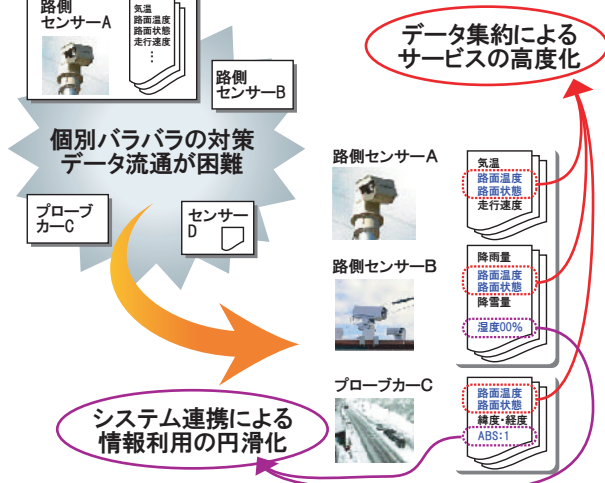 路側
センサーA
気温
路面温度
路面状態
走行速度
⋮
路側
センサーB
個別バラバラの対策
データ流通が困難
プローブ
カーC
センサー
D
データ集約による
サービスの高度化
路側センサーA
気温
路面温度
路面状態
走行速度
路側センサーB
降雨量
路面温度
路面状態
降雪量
湿度00%
プローブカーC
路面温度
路面状態
緯度・経度
ABS:1
システム連携による
情報利用の円滑化